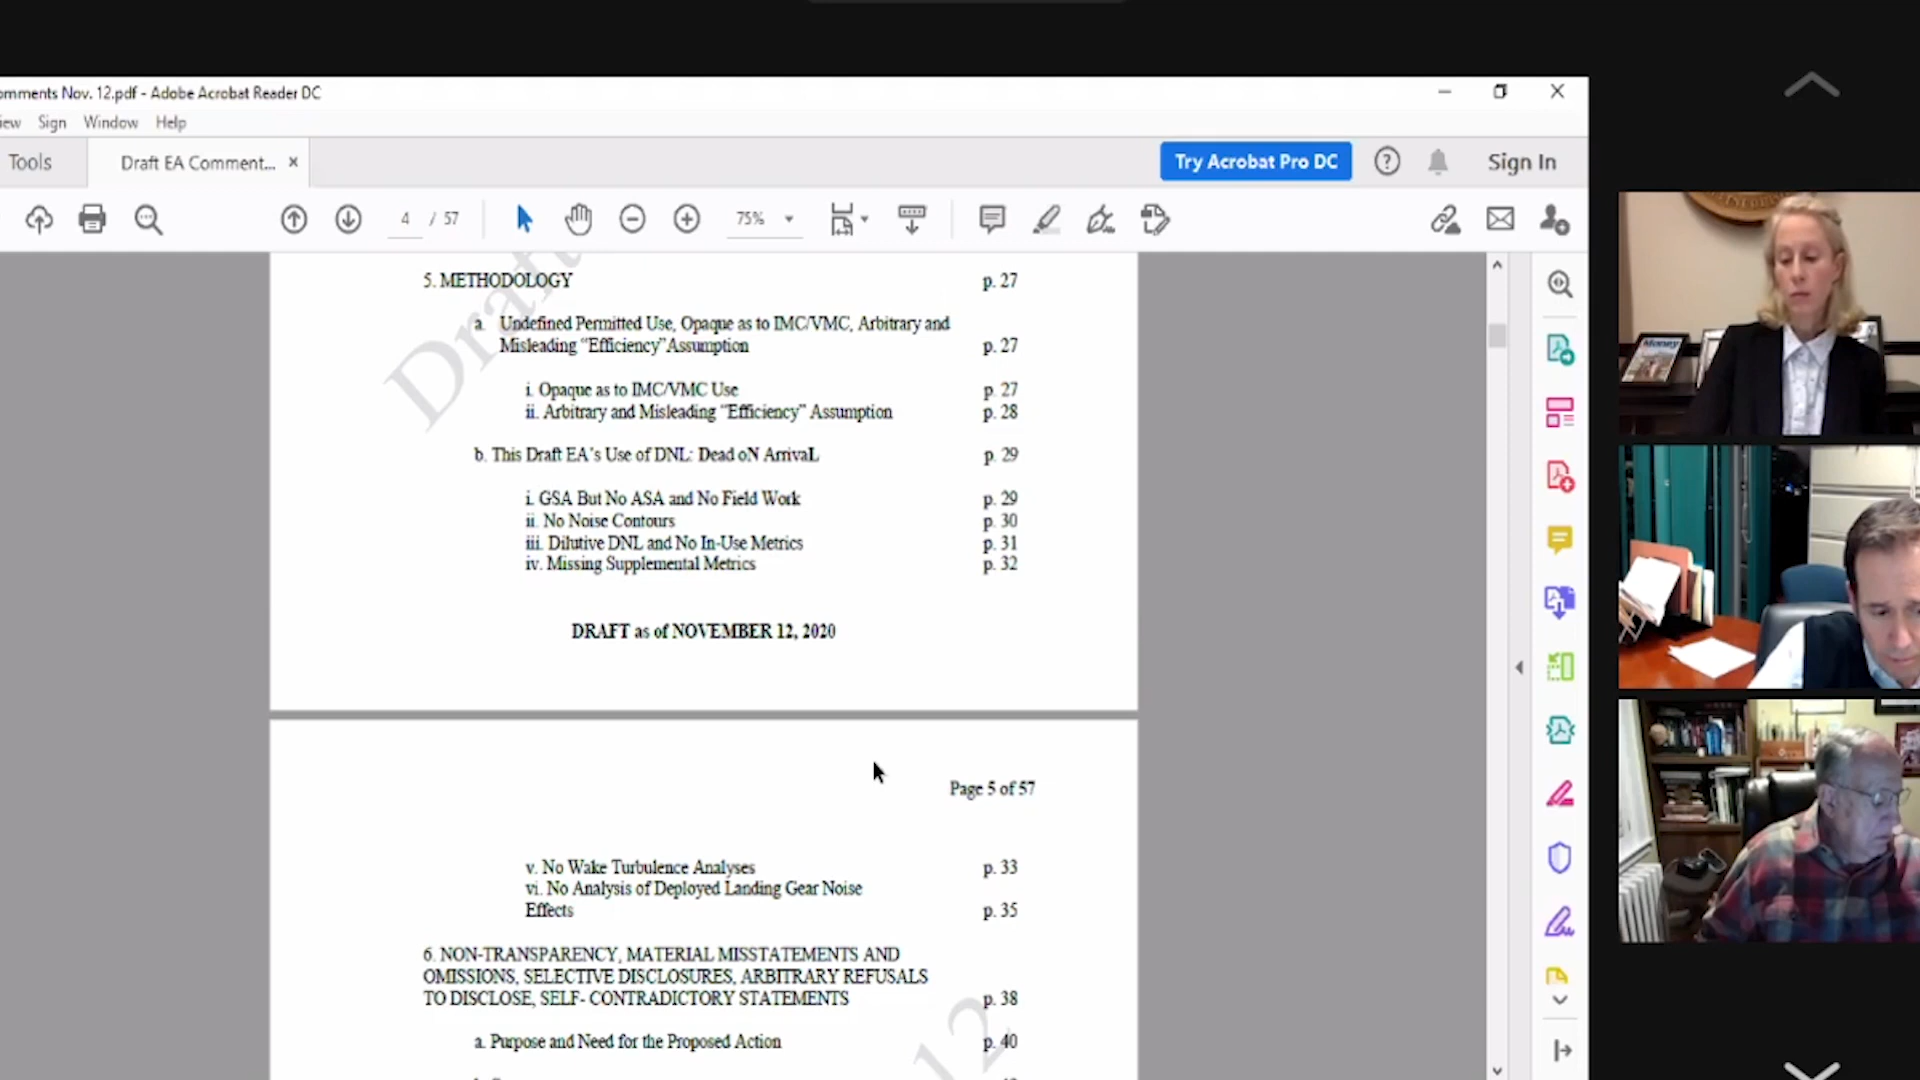 omments Nov. 12.pdf - Adobe Acrobat Reader DC
iew Sign Window Help
Tools Draft EA Comment... × Try Acrobat Pro DC ? Sign In
4 / 57 75%
Draft
5. METHODOLOGY p. 27
a. Undefined Permitted Use, Opaque as to IMC/VMC, Arbitrary and
Misleading “Efficiency”Assumption p. 27
i. Opaque as to IMC/VMC Use p. 27
ii. Arbitrary and Misleading “Efficiency” Assumption p. 28
b. This Draft EA’s Use of DNL: Dead oN ArrivaL p. 29
i. GSA But No ASA and No Field Work p. 29
ii. No Noise Contours p. 30
iii. Dilutive DNL and No In-Use Metrics p. 31
iv. Missing Supplemental Metrics p. 32
DRAFT as of NOVEMBER 12, 2020
Page 5 of 57
v. No Wake Turbulence Analyses p. 33
vi. No Analysis of Deployed Landing Gear Noise
Effects p. 35
6. NON-TRANSPARENCY, MATERIAL MISSTATEMENTS AND
OMISSIONS, SELECTIVE DISCLOSURES, ARBITRARY REFUSALS
TO DISCLOSE, SELF- CONTRADICTORY STATEMENTS p. 38
a. Purpose and Need for the Proposed Action p. 40
12
Money